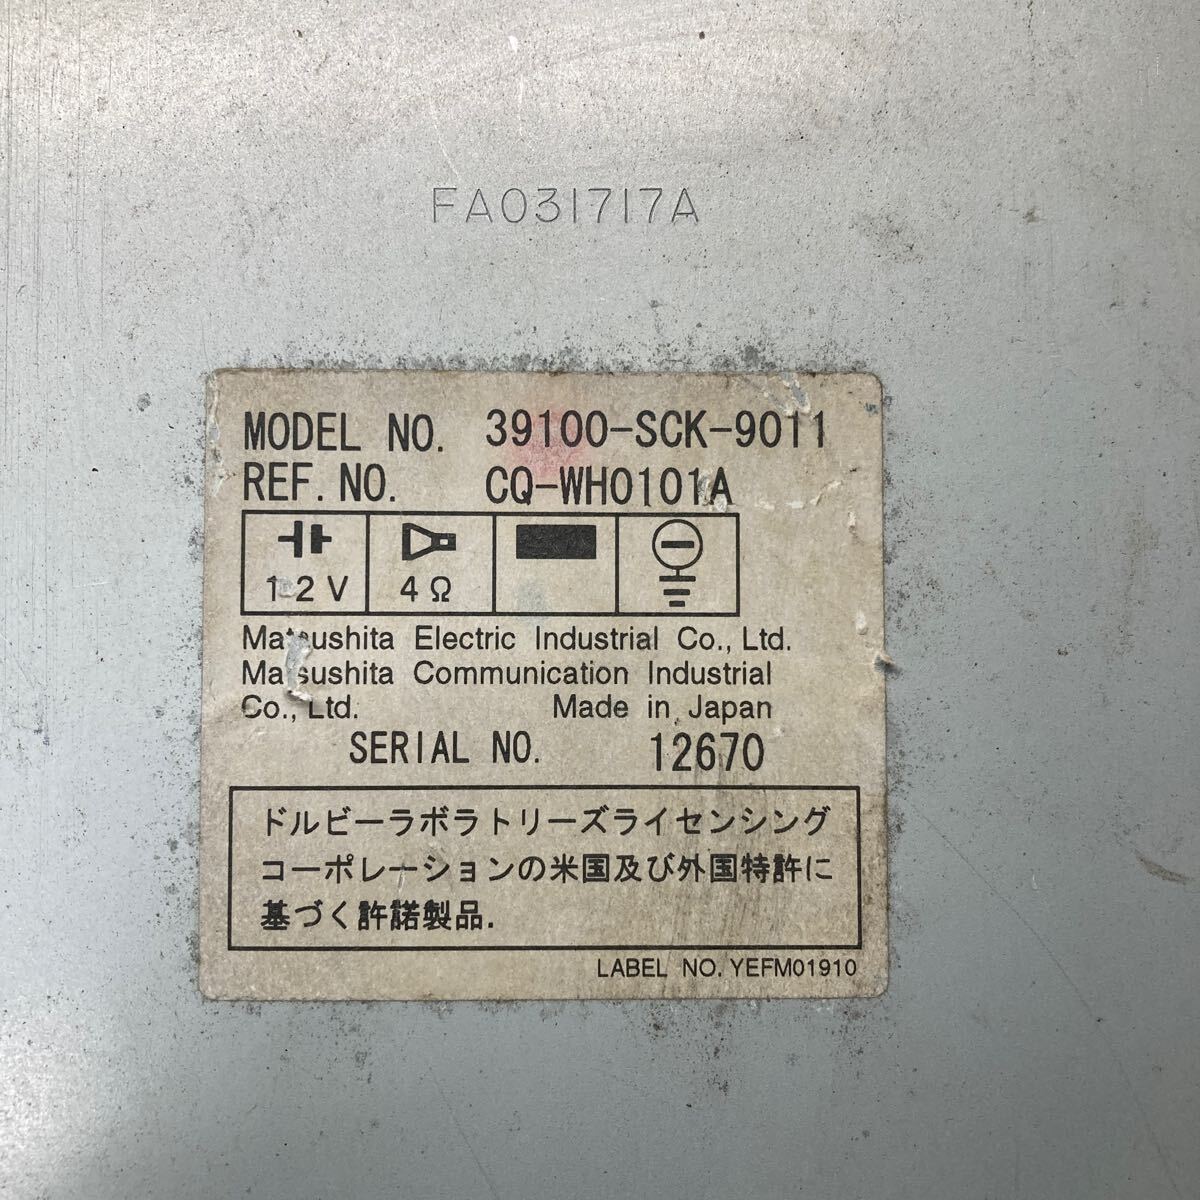 FA031717A
MODEL NO. 39100-SCK-9011
REF. NO. CQ-WH0101A
12V 4Ω
Matsushita Electric Industrial Co., Ltd.
Matsushita Communication Industrial
Co., Ltd. Made in Japan
SERIAL NO. 12670
ドルビーラボラトリーズライセンシング
コーポレーションの米国及び外国特許に
基づく許諾製品.
LABEL NO. YEFM01910